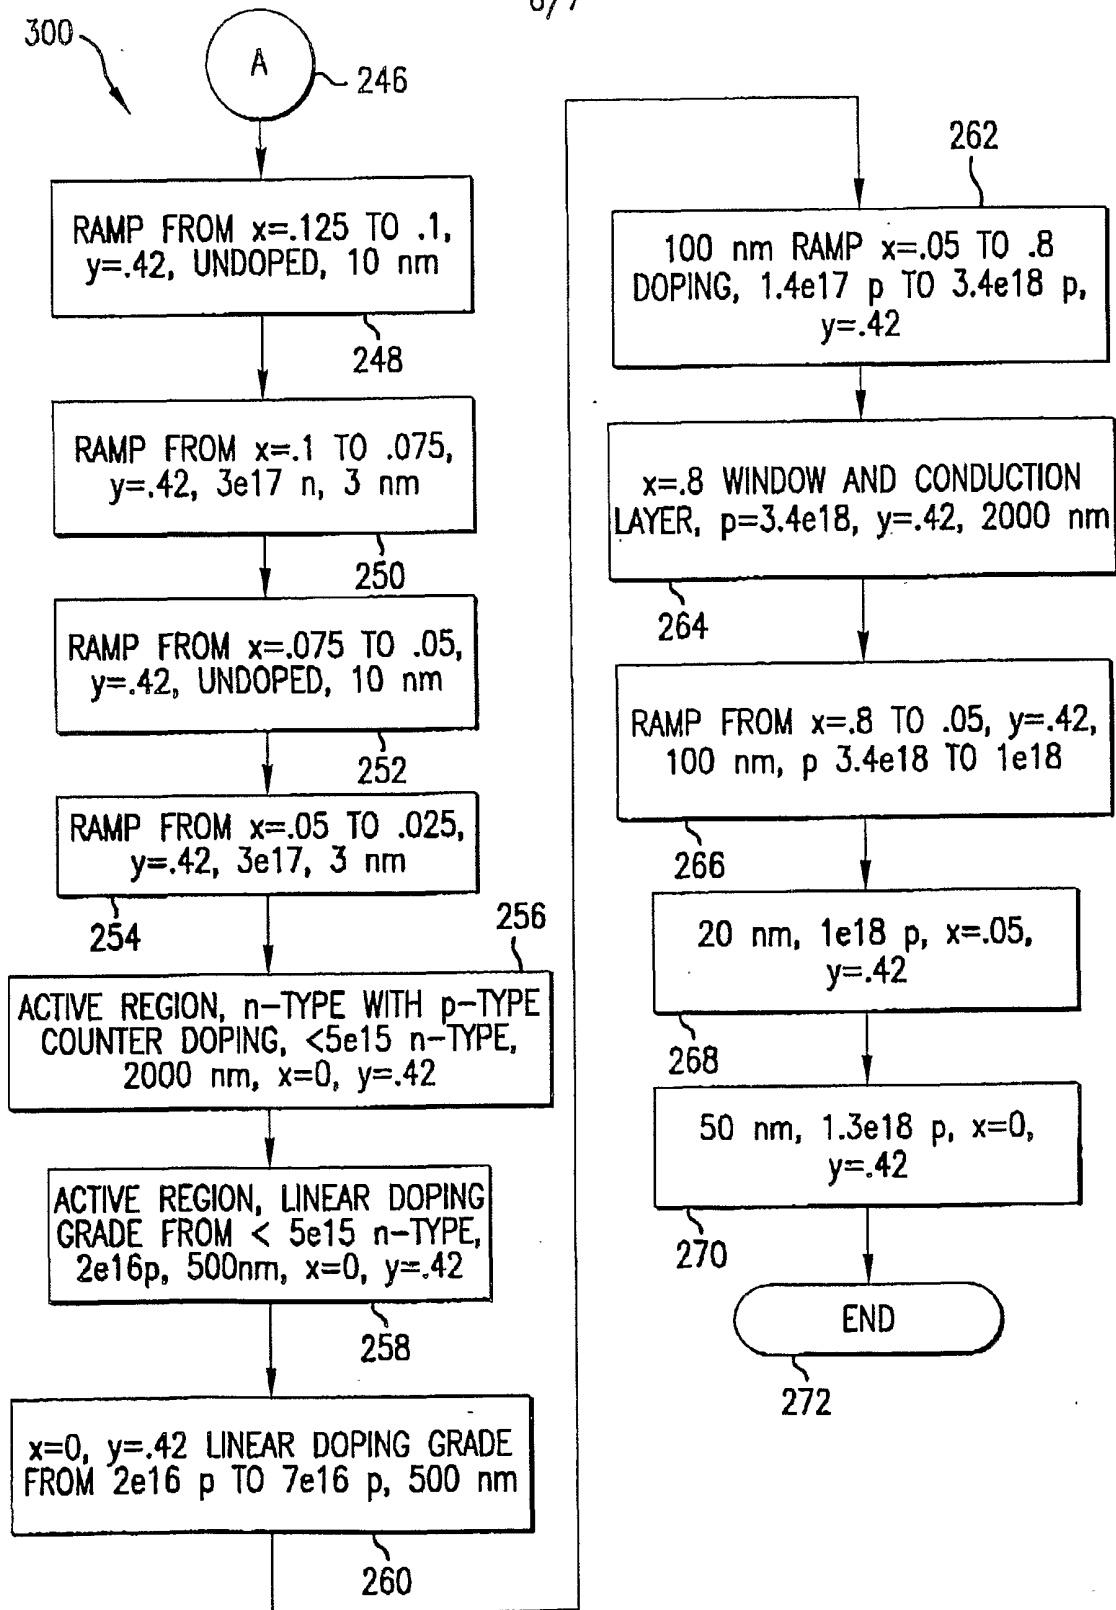 6/7
300
A
246
RAMP FROM x=.125 TO .1,
y=.42, UNDOPED, 10 nm
248
RAMP FROM x=.1 TO .075,
y=.42, 3e17 n, 3 nm
250
RAMP FROM x=.075 TO .05,
y=.42, UNDOPED, 10 nm
252
RAMP FROM x=.05 TO .025,
y=.42, 3e17, 3 nm
254
256
ACTIVE REGION, n-TYPE WITH p-TYPE
COUNTER DOPING, <5e15 n-TYPE,
2000 nm, x=0, y=.42
ACTIVE REGION, LINEAR DOPING
GRADE FROM < 5e15 n-TYPE,
2e16p, 500nm, x=0, y=.42
258
x=0, y=.42 LINEAR DOPING GRADE
FROM 2e16 p TO 7e16 p, 500 nm
260
262
100 nm RAMP x=.05 TO .8
DOPING, 1.4e17 p TO 3.4e18 p,
y=.42
x=.8 WINDOW AND CONDUCTION
LAYER, p=3.4e18, y=.42, 2000 nm
264
RAMP FROM x=.8 TO .05, y=.42,
100 nm, p 3.4e18 TO 1e18
266
20 nm, 1e18 p, x=.05,
y=.42
268
50 nm, 1.3e18 p, x=0,
y=.42
270
END
272